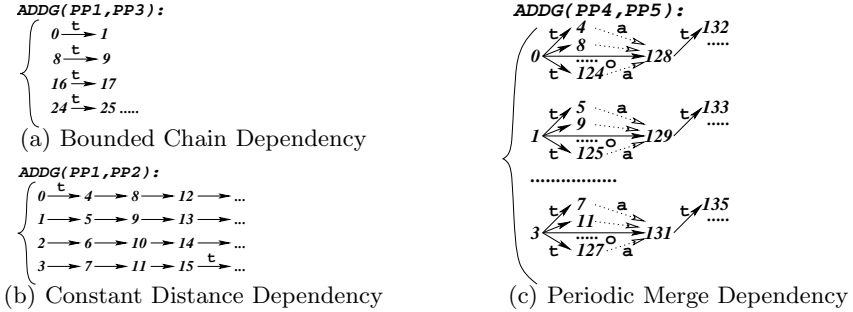 ADDG(PP1,PP3):
t
0 1
t
8 9
t
16 17
t
24 25 .....
(a) Bounded Chain Dependency
ADDG(PP1,PP2):
t
0 4 8 12 ...
1 5 9 13 ...
2 6 10 14 ...
t
3 7 11 15 ...
(b) Constant Distance Dependency
ADDG(PP4,PP5):
t 4 a t 132
8 .....
0 ..... o 128
t 124 a
t 5 a t 133
9 .....
1 ..... o 129
t 125 a
.................
t 7 a t 135
11 .....
3 ..... o 131
t 127 a
(c) Periodic Merge Dependency